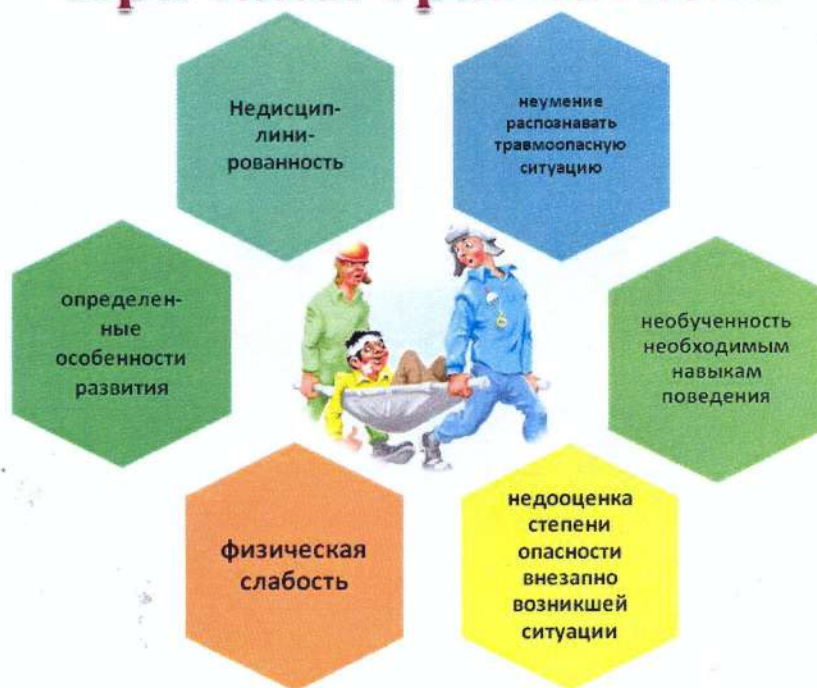 Недисцип-
лини-
рованность
неумение
распознавать
травмоопасную
ситуацию
определен-
ные
особенности
развития
необученность
необходимым
навыкам
поведения
физическая
слабость
недооценка
степени
опасности
внезапно
возникшей
ситуации